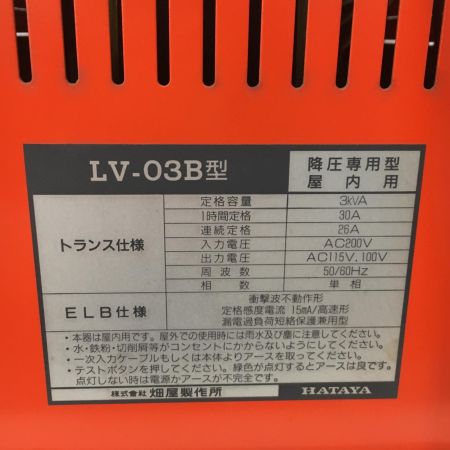 LV-03B型
降圧専用型
屋内用
トランス仕様
定格容量 3kVA
1時間定格 30A
連続定格 26A
入力電圧 AC200V
出力電圧 AC115V,100V
周波数 50/60Hz
相数 単相
ELB仕様
衝撃波不動作形
定格感度電流 15mA/高速形
漏電過負荷短絡保護兼用型
・本器は屋内用です。屋外での使用時には雨水及び塵に注意してください。
・水・鉄粉・切削屑等がコンセントにかからないようにしてください。
・一次入力ケーブルもしくは本体よりアースを取ってください。
・テストボタンを押してください。緑色が点灯するとアースは良です。
点灯しない時は電源かアースが不完全です。
株式会社 畑屋製作所
HATAYA